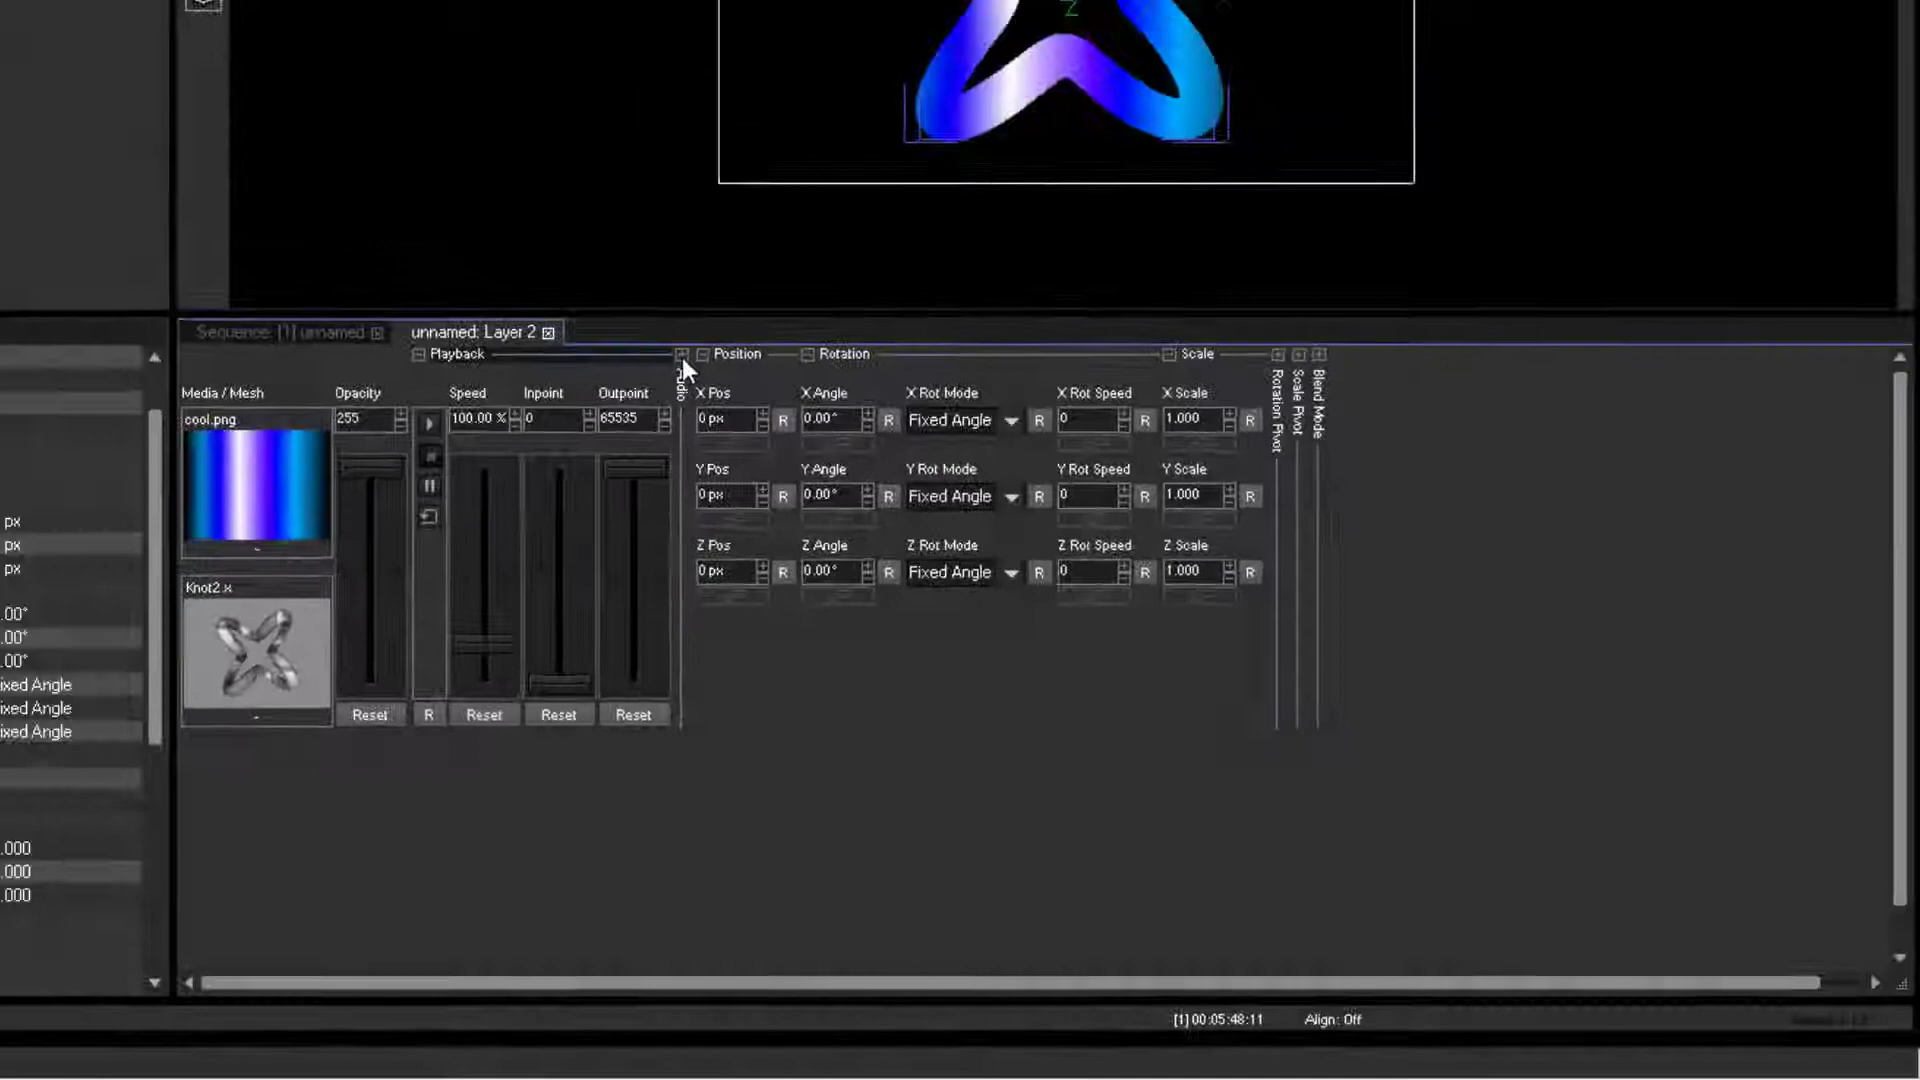 Z
Sequence: [1] unnamed
unnamed: Layer 2
Playback
Position
Rotation
Scale
Media / Mesh
Opacity
Speed
Inpoint
Outpoint
X Pos
X Angle
X Rot Mode
X Rot Speed
X Scale
cool.png
255
100.00 %
0
65535
0 px
R
0.00°
R
Fixed Angle
R
0
R
1.000
R
Rotation Pivot
Scale Pivot
Blend Mode
Y Pos
Y Angle
Y Rot Mode
Y Rot Speed
Y Scale
0 px
R
0.00°
R
Fixed Angle
R
0
R
1.000
R
Z Pos
Z Angle
Z Rot Mode
Z Rot Speed
Z Scale
0 px
R
0.00°
R
Fixed Angle
R
0
R
1.000
R
Knot2.x
Reset
R
Reset
Reset
Reset
px
px
px
.00°
.00°
.00°
ixed Angle
ixed Angle
ixed Angle
.000
.000
.000
[1] 00:05:48:11
Align: Off